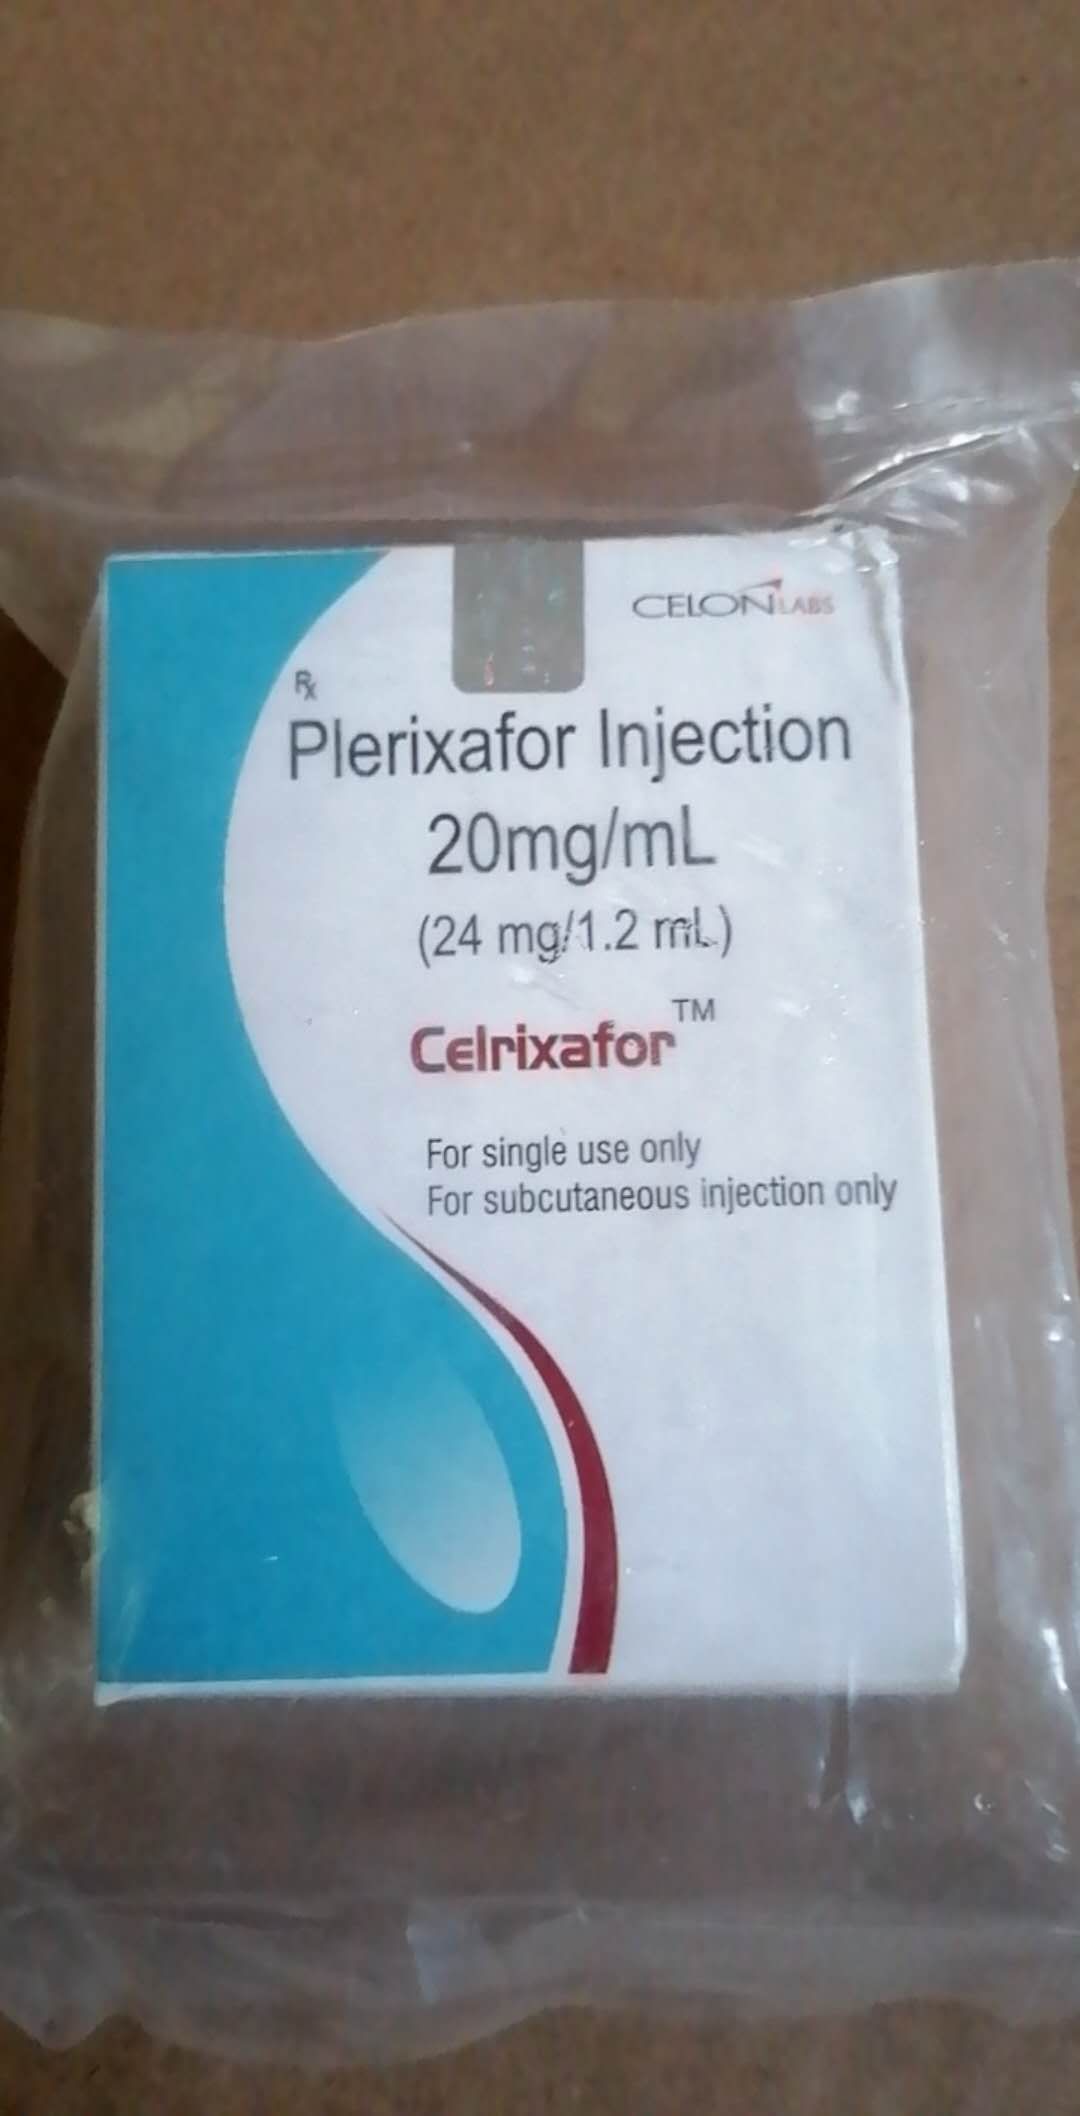 CELON LABS
Rx
Plerixafor Injection
20mg/mL
(24 mg/1.2 mL)
Celrixafor™
For single use only
For subcutaneous injection only